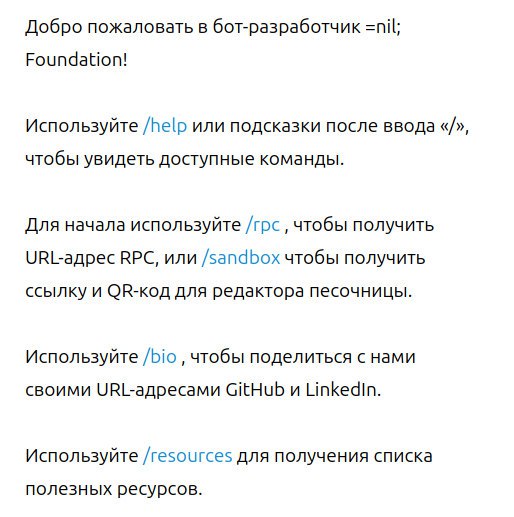 Добро пожаловать в бот-разработчик =nil;
Foundation!
Используйте /help или подсказки после ввода «/»,
чтобы увидеть доступные команды.
Для начала используйте /rpc , чтобы получить
URL-адрес RPC, или /sandbox чтобы получить
ссылку и QR-код для редактора песочницы.
Используйте /bio , чтобы поделиться с нами
своими URL-адресами GitHub и LinkedIn.
Используйте /resources для получения списка
полезных ресурсов.